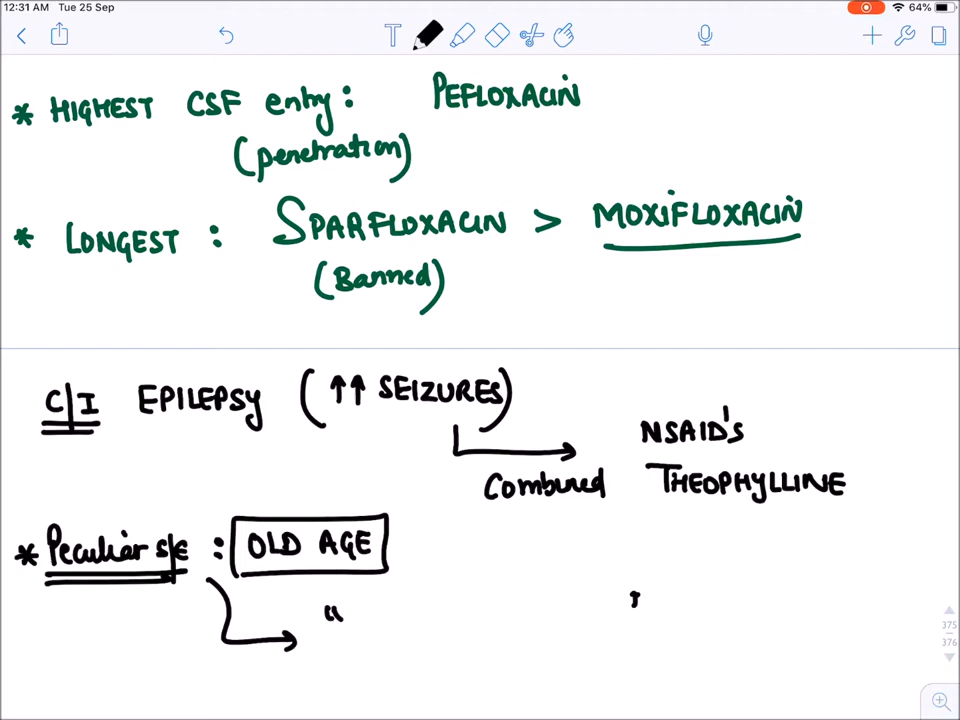 12:31 AM Tue 25 Sep 64%
* HIGHEST CSF entry: PEFLOXACIN
(penetration)
* LONGEST : SPARFLOXACIN > MOXIFLOXACIN
(Banned)
C/I EPILEPSY (↑↑ SEIZURES)
NSAID's
Combined THEOPHYLLINE
* Peculiar s/e : OLD AGE
"
375
376